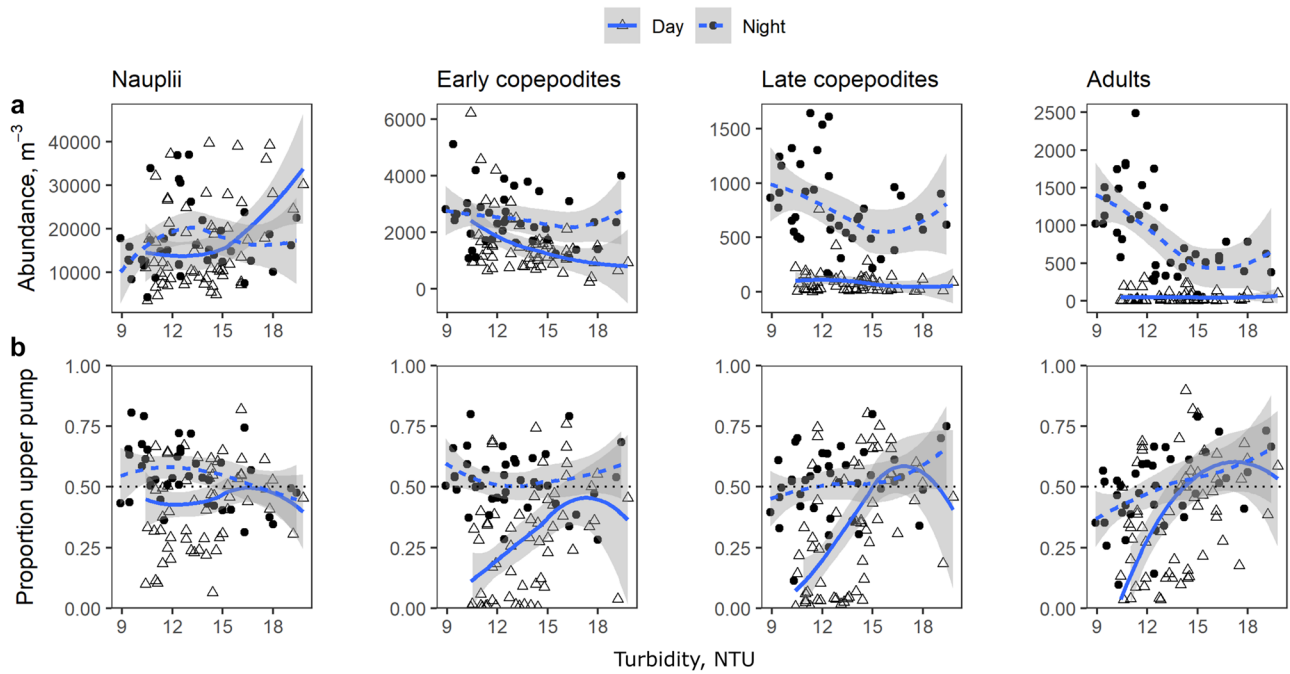 Day Night
Nauplii Early copepodites Late copepodites Adults
a
Abundance, m⁻³
40000 30000 20000 10000
6000 4000 2000 0
1500 1000 500 0
2500 2000 1500 1000 500 0
9 12 15 18 9 12 15 18 9 12 15 18 9 12 15 18
b
Proportion upper pump
1.00 0.75 0.50 0.25 0.00
1.00 0.75 0.50 0.25 0.00
1.00 0.75 0.50 0.25 0.00
1.00 0.75 0.50 0.25 0.00
9 12 15 18 9 12 15 18 9 12 15 18 9 12 15 18
Turbidity, NTU